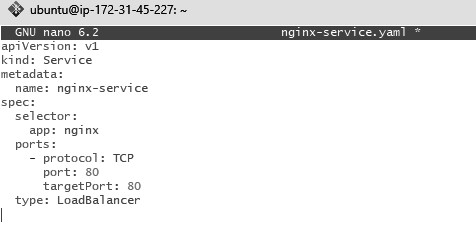 ubuntu@ip-172-31-45-227: ~
GNU nano 6.2 nginx-service.yaml *
apiVersion: v1
kind: Service
metadata:
  name: nginx-service
spec:
  selector:
    app: nginx
  ports:
    - protocol: TCP
      port: 80
      targetPort: 80
  type: LoadBalancer